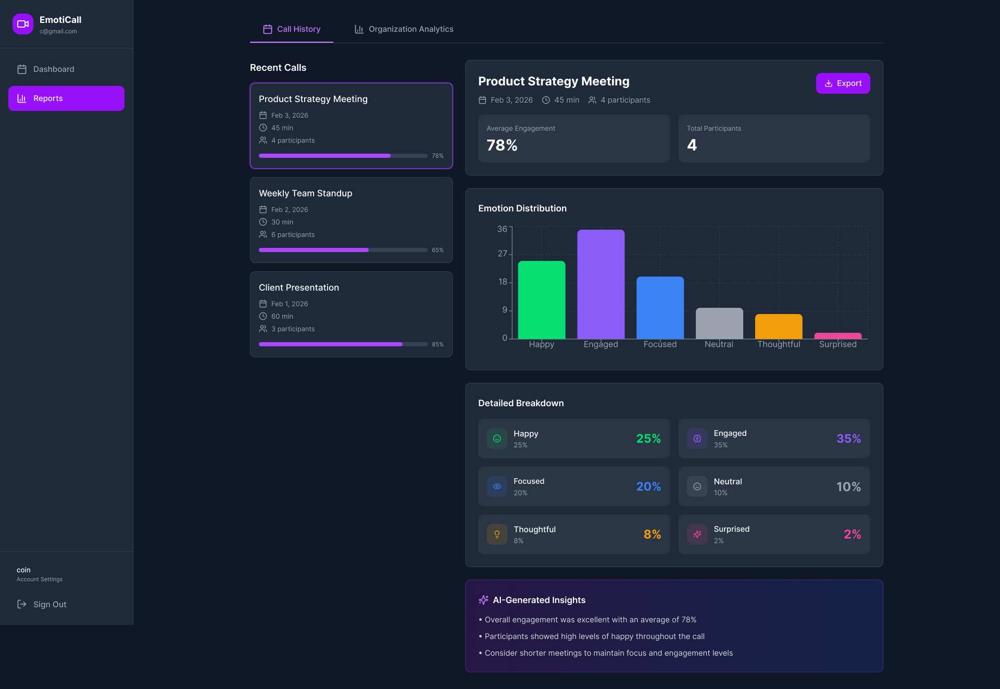 EmotiCall
c@gmail.com
Dashboard
Reports
coin
Account Settings
Sign Out
Call History
Organization Analytics
Recent Calls
Product Strategy Meeting
Feb 3, 2026
45 min
4 participants
78%
Weekly Team Standup
Feb 2, 2026
30 min
6 participants
65%
Client Presentation
Feb 1, 2026
60 min
3 participants
85%
Product Strategy Meeting
Export
Feb 3, 2026 45 min 4 participants
Average Engagement
78%
Total Participants
4
Emotion Distribution
36
27
18
9
0
Happy Engaged Focused Neutral Thoughtful Surprised
Detailed Breakdown
Happy
25%
25%
Engaged
35%
35%
Focused
20%
20%
Neutral
10%
10%
Thoughtful
8%
8%
Surprised
2%
2%
AI-Generated Insights
• Overall engagement was excellent with an average of 78%
• Participants showed high levels of happy throughout the call
• Consider shorter meetings to maintain focus and engagement levels